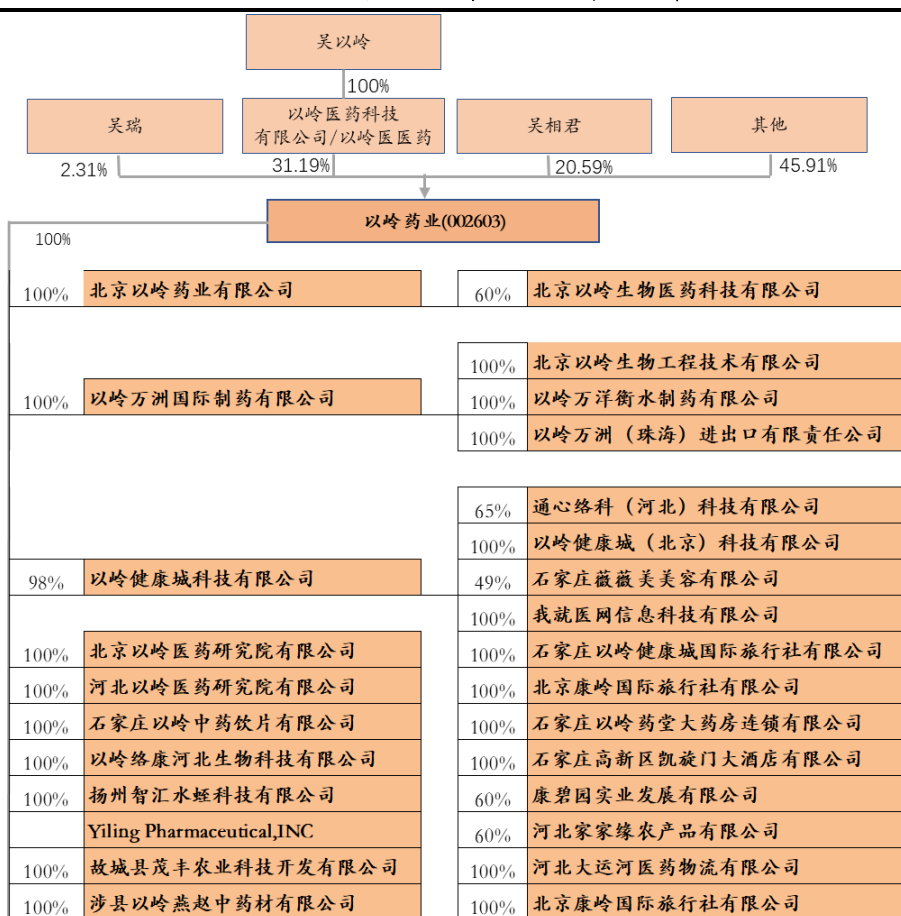 吴以岭
100%
吴瑞
以岭医药科技
有限公司/以岭医医药
吴相君
其他
2.31%
31.19%
20.59%
45.91%
以岭药业(002603)
100%
100% 北京以岭药业有限公司 60% 北京以岭生物医药科技有限公司
100% 北京以岭生物工程技术有限公司
100% 以岭万洲国际制药有限公司 100% 以岭万洋衡水制药有限公司
100% 以岭万洲（珠海）进出口有限责任公司
65% 通心络科（河北）科技有限公司
100% 以岭健康城（北京）科技有限公司
98% 以岭健康城科技有限公司 49% 石家庄薇薇美美容有限公司
100% 我就医网信息科技有限公司
100% 北京以岭医药研究院有限公司 100% 石家庄以岭健康城国际旅行社有限公司
100% 河北以岭医药研究院有限公司 100% 北京康岭国际旅行社有限公司
100% 石家庄以岭中药饮片有限公司 100% 石家庄以岭药堂大药房连锁有限公司
100% 以岭络康河北生物科技有限公司 100% 石家庄高新区凯旋门大酒店有限公司
100% 扬州智汇水蛭科技有限公司 60% 康碧园实业发展有限公司
Yiling Pharmaceutical,INC 60% 河北家家缘农产品有限公司
100% 故城县茂丰农业科技开发有限公司 100% 河北大运河医药物流有限公司
100% 涉县以岭燕赵中药材有限公司 100% 北京康岭国际旅行社有限公司